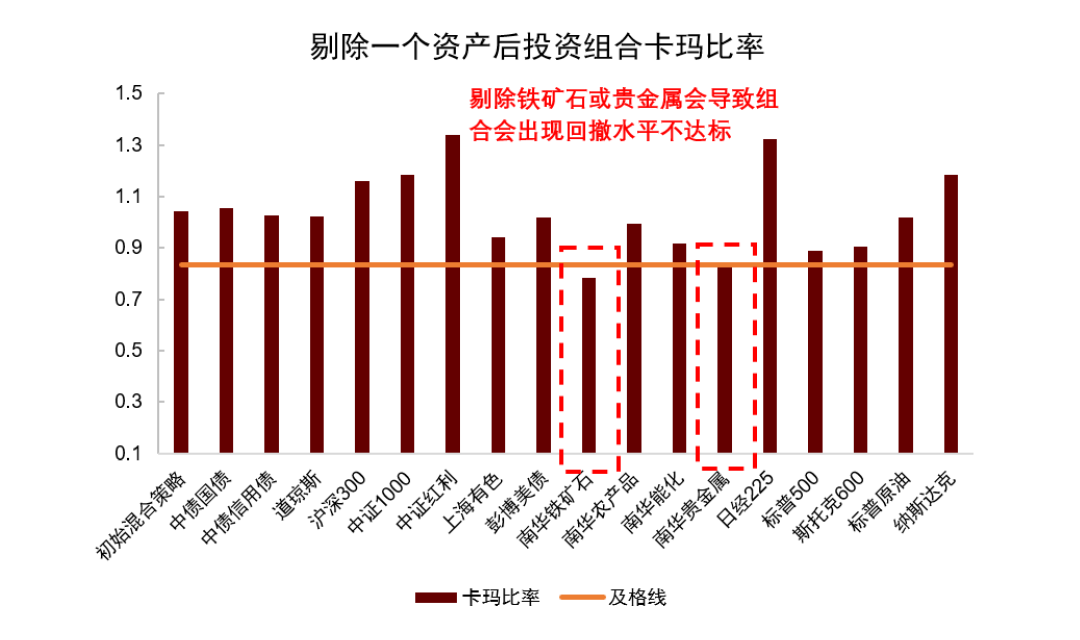 剔除一个资产后投资组合卡玛比率
剔除铁矿石或贵金属会导致组
合会出现回撤水平不达标
1.5
1.3
1.1
0.9
0.7
0.5
0.3
0.1
初始混合策略
中债国债
中债信用债
道琼斯
沪深300
中证1000
中证红利
上海有色
彭博美债
南华铁矿石
南华农产品
南华能化
南华贵金属
日经225
标普500
斯托克600
标普原油
纳斯达克
卡玛比率
及格线